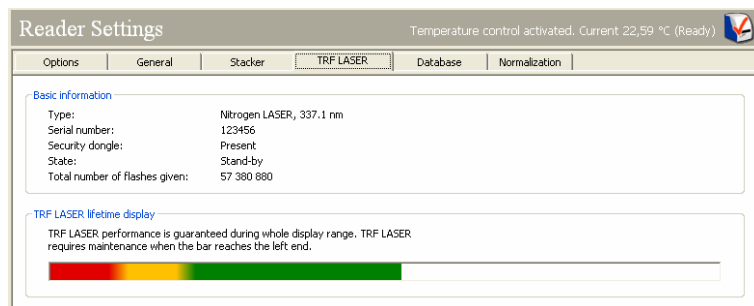 Reader Settings
Temperature control activated. Current 22,59 °C (Ready)
Options General Stacker TRF LASER Database Normalization
Basic information
Type: Nitrogen LASER, 337.1 nm
Serial number: 123456
Security dongle: Present
State: Stand-by
Total number of flashes given: 57 380 880
TRF LASER lifetime display
TRF LASER performance is guaranteed during whole display range. TRF LASER
requires maintenance when the bar reaches the left end.